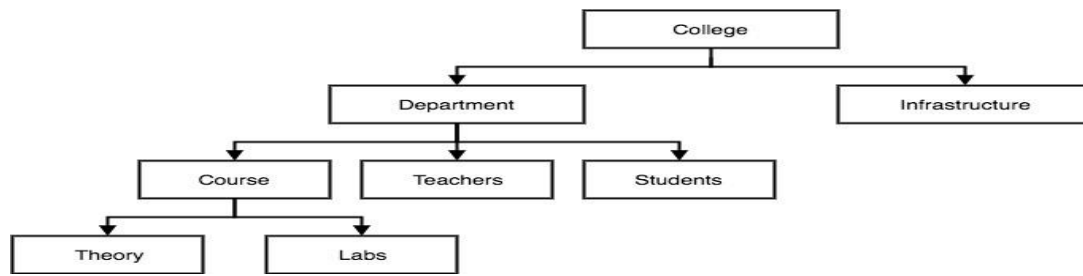 College
Department
Infrastructure
Course
Teachers
Students
Theory
Labs